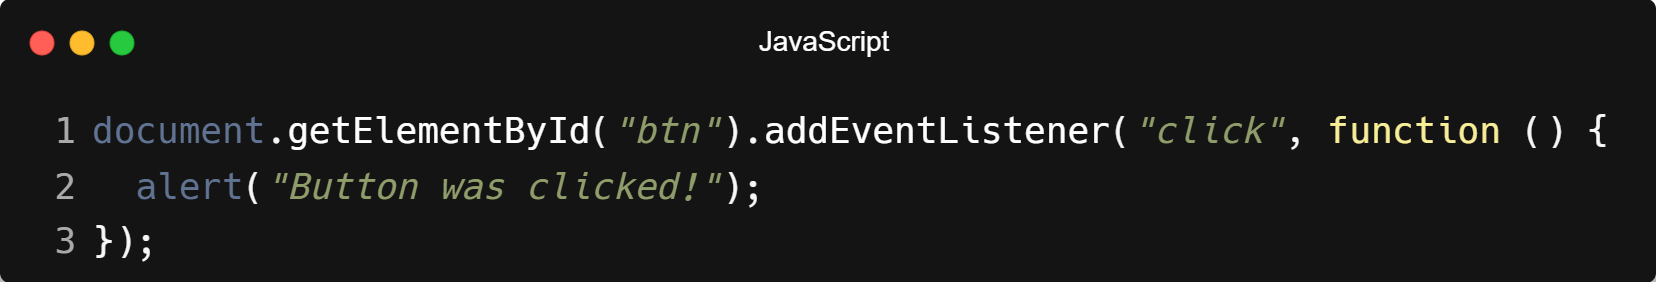 JavaScript
1 document.getElementById("btn").addEventListener("click", function () {
2   alert("Button was clicked!");
3 });